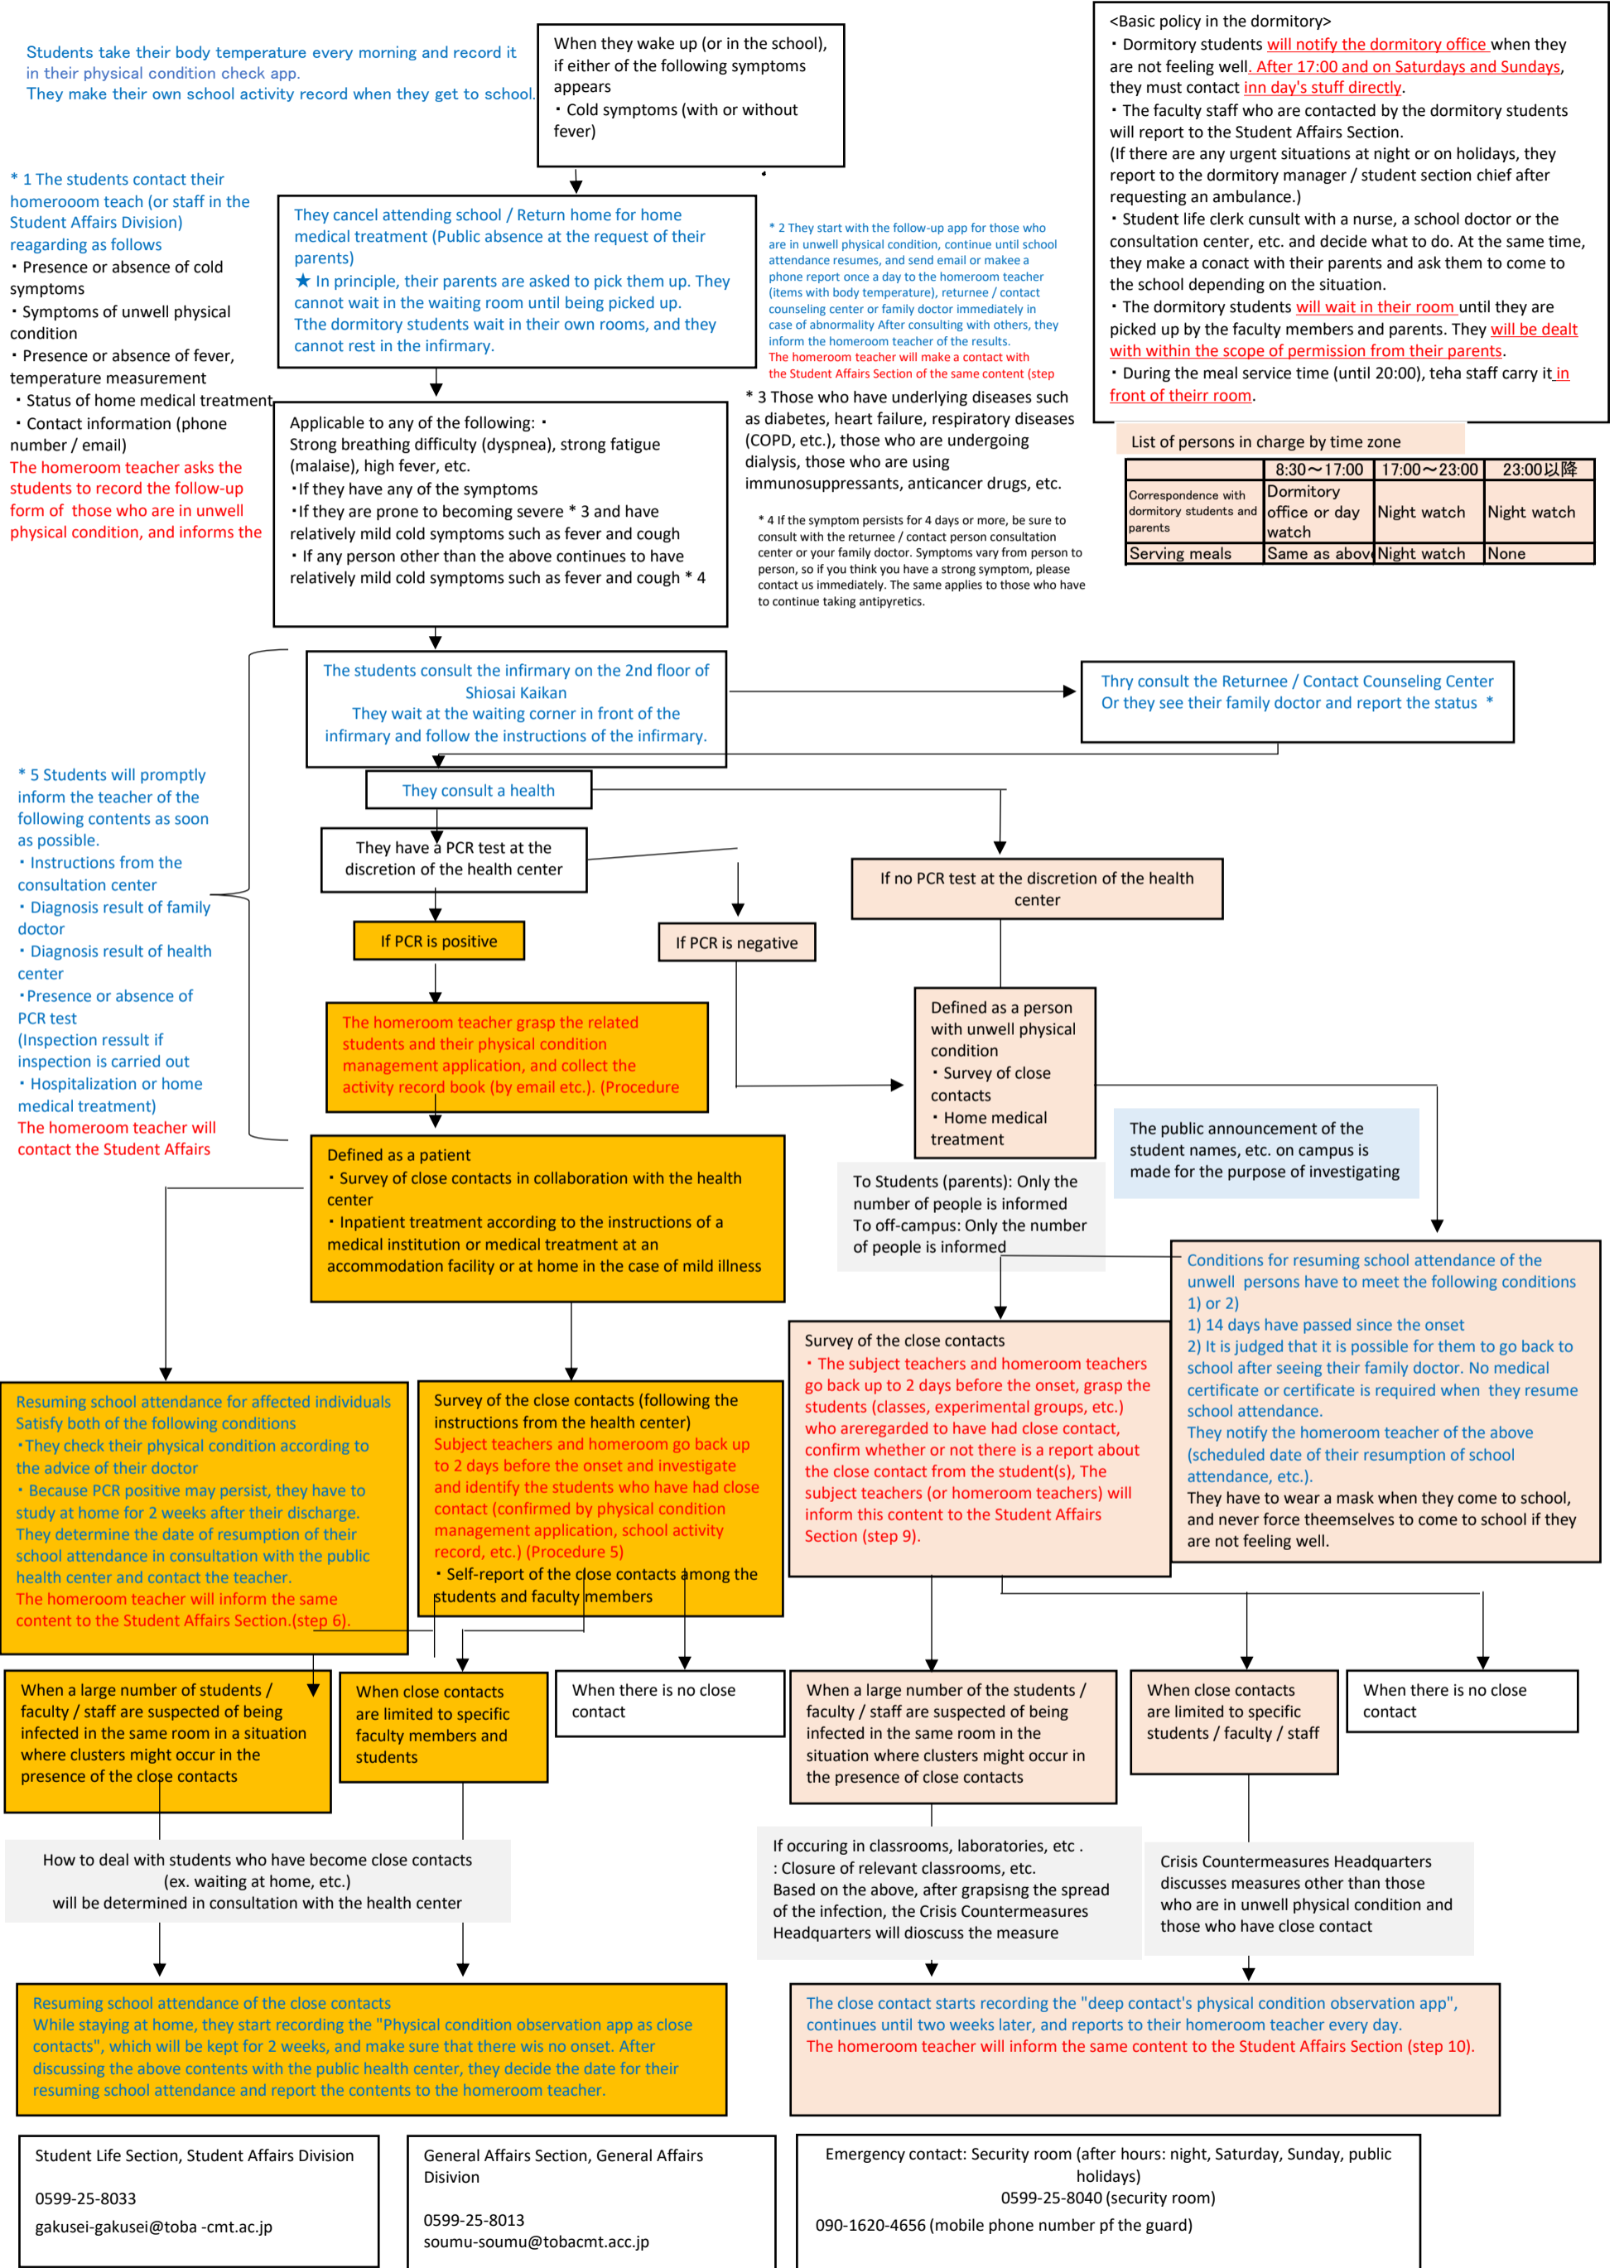 Students take their body temperature every morning and record it
in their physical condition check app.
They make their own school activity record when they get to school.
When they wake up (or in the school),
if either of the following symptoms
appears
・Cold symptoms (with or without
fever)
<Basic policy in the dormitory>
・Dormitory students will notify the dormitory office when they
are not feeling well. After 17:00 and on Saturdays and Sundays,
they must contact inn day's stuff directly.
・The faculty staff who are contacted by the dormitory students
will report to the Student Affairs Section.
(If there are any urgent situations at night or on holidays, they
report to the dormitory manager / student section chief after
requesting an ambulance.)
・Student life clerk cunsult with a nurse, a school doctor or the
consultation center, etc. and decide what to do. At the same time,
they make a conact with their parents and ask them to come to
the school depending on the situation.
・The dormitory students will wait in their room until they are
picked up by the faculty members and parents. They will be dealt
with within the scope of permission from their parents.
・During the meal service time (until 20:00), teha staff carry it in
front of theirr room.
* 1 The students contact their
homerooom teach (or staff in the
Student Affairs Division)
reagarding as follows
・Presence or absence of cold
symptoms
・Symptoms of unwell physical
condition
・Presence or absence of fever,
temperature measurement
・Status of home medical treatment
・Contact information (phone
number / email)
The homeroom teacher asks the
students to record the follow-up
form of those who are in unwell
physical condition, and informs the
They cancel attending school / Return home for home
medical treatment (Public absence at the request of their
parents)
★ In principle, their parents are asked to pick them up. They
cannot wait in the waiting room until being picked up.
Tthe dormitory students wait in their own rooms, and they
cannot rest in the infirmary.
* 2 They start with the follow-up app for those who
are in unwell physical condition, continue until school
attendance resumes, and send email or makee a
phone report once a day to the homeroom teacher
(items with body temperature), returnee / contact
counseling center or family doctor immediately in
case of abnormality After consulting with others, they
inform the homeroom teacher of the results.
The homeroom teacher will make a contact with
the Student Affairs Section of the same content (step
* 3 Those who have underlying diseases such
as diabetes, heart failure, respiratory diseases
(COPD, etc.), those who are undergoing
dialysis, those who are using
immunosuppressants, anticancer drugs, etc.
* 4 If the symptom persists for 4 days or more, be sure to
consult with the returnee / contact person consultation
center or your family doctor. Symptoms vary from person to
person, so if you think you have a strong symptom, please
contact us immediately. The same applies to those who have
to continue taking antipyretics.
List of persons in charge by time zone
8:30～17:00 17:00～23:00 23:00以降
Correspondence with
dormitory students and
parents
Dormitory
office or day
watch
Night watch Night watch
Serving meals Same as abov Night watch None
Applicable to any of the following: ・
Strong breathing difficulty (dyspnea), strong fatigue
(malaise), high fever, etc.
・If they have any of the symptoms
・If they are prone to becoming severe * 3 and have
relatively mild cold symptoms such as fever and cough
・If any person other than the above continues to have
relatively mild cold symptoms such as fever and cough * 4
The students consult the infirmary on the 2nd floor of
Shiosai Kaikan
They wait at the waiting corner in front of the
infirmary and follow the instructions of the infirmary.
Thry consult the Returnee / Contact Counseling Center
Or they see their family doctor and report the status *
They consult a health
They have a PCR test at the
discretion of the health center
If no PCR test at the discretion of the health
center
* 5 Students will promptly
inform the teacher of the
following contents as soon
as possible.
・Instructions from the
consultation center
・Diagnosis result of family
doctor
・Diagnosis result of health
center
・Presence or absence of
PCR test
(Inspection ressult if
inspection is carried out
・Hospitalization or home
medical treatment)
The homeroom teacher will
contact the Student Affairs
If PCR is positive
If PCR is negative
The homeroom teacher grasp the related
students and their physical condition
management application, and collect the
activity record book (by email etc.). (Procedure
Defined as a person
with unwell physical
condition
・Survey of close
contacts
・Home medical
treatment
The public announcement of the
student names, etc. on campus is
made for the purpose of investigating
Defined as a patient
・Survey of close contacts in collaboration with the health
center
・Inpatient treatment according to the instructions of a
medical institution or medical treatment at an
accommodation facility or at home in the case of mild illness
To Students (parents): Only the
number of people is informed
To off-campus: Only the number
of people is informed
Conditions for resuming school attendance of the
unwell persons have to meet the following conditions
1) or 2)
1) 14 days have passed since the onset
2) It is judged that it is possible for them to go back to
school after seeing their family doctor. No medical
certificate or certificate is required when they resume
school attendance.
They notify the homeroom teacher of the above
(scheduled date of their resumption of school
attendance, etc.).
They have to wear a mask when they come to school,
and never force theemselves to come to school if they
are not feeling well.
Resuming school attendance for affected individuals
Satisfy both of the following conditions
・They check their physical condition according to
the advice of their doctor
・Because PCR positive may persist, they have to
study at home for 2 weeks after their discharge.
They determine the date of resumption of their
school attendance in consultation with the public
health center and contact the teacher.
The homeroom teacher will inform the same
content to the Student Affairs Section.(step 6).
Survey of the close contacts (following the
instructions from the health center)
Subject teachers and homeroom go back up
to 2 days before the onset and investigate
and identify the students who have had close
contact (confirmed by physical condition
management application, school activity
record, etc.) (Procedure 5)
・Self-report of the close contacts among the
students and faculty members
Survey of the close contacts
・The subject teachers and homeroom teachers
go back up to 2 days before the onset, grasp the
students (classes, experimental groups, etc.)
who areregarded to have had close contact,
confirm whether or not there is a report about
the close contact from the student(s), The
subject teachers (or homeroom teachers) will
inform this content to the Student Affairs
Section (step 9).
When a large number of students /
faculty / staff are suspected of being
infected in the same room in a situation
where clusters might occur in the
presence of the close contacts
When close contacts
are limited to specific
faculty members and
students
When there is no close
contact
When a large number of the students /
faculty / staff are suspected of being
infected in the same room in the
situation where clusters might occur in
the presence of close contacts
When close contacts
are limited to specific
students / faculty / staff
When there is no close
contact
How to deal with students who have become close contacts
(ex. waiting at home, etc.)
will be determined in consultation with the health center
If occuring in classrooms, laboratories, etc .
: Closure of relevant classrooms, etc.
Based on the above, after grapsisng the spread
of the infection, the Crisis Countermeasures
Headquarters will dioscuss the measure
Crisis Countermeasures Headquarters
discusses measures other than those
who are in unwell physical condition and
those who have close contact
Resuming school attendance of the close contacts
While staying at home, they start recording the "Physical condition observation app as close
contacts", which will be kept for 2 weeks, and make sure that there wis no onset. After
discussing the above contents with the public health center, they decide the date for their
resuming school attendance and report the contents to the homeroom teacher.
The close contact starts recording the "deep contact's physical condition observation app",
continues until two weeks later, and reports to their homeroom teacher every day.
The homeroom teacher will inform the same content to the Student Affairs Section (step 10).
Student Life Section, Student Affairs Division
0599-25-8033
gakusei-gakusei@toba -cmt.ac.jp
General Affairs Section, General Affairs
Disivion
0599-25-8013
soumu-soumu@tobacmt.acc.jp
Emergency contact: Security room (after hours: night, Saturday, Sunday, public
holidays)
0599-25-8040 (security room)
090-1620-4656 (mobile phone number pf the guard)